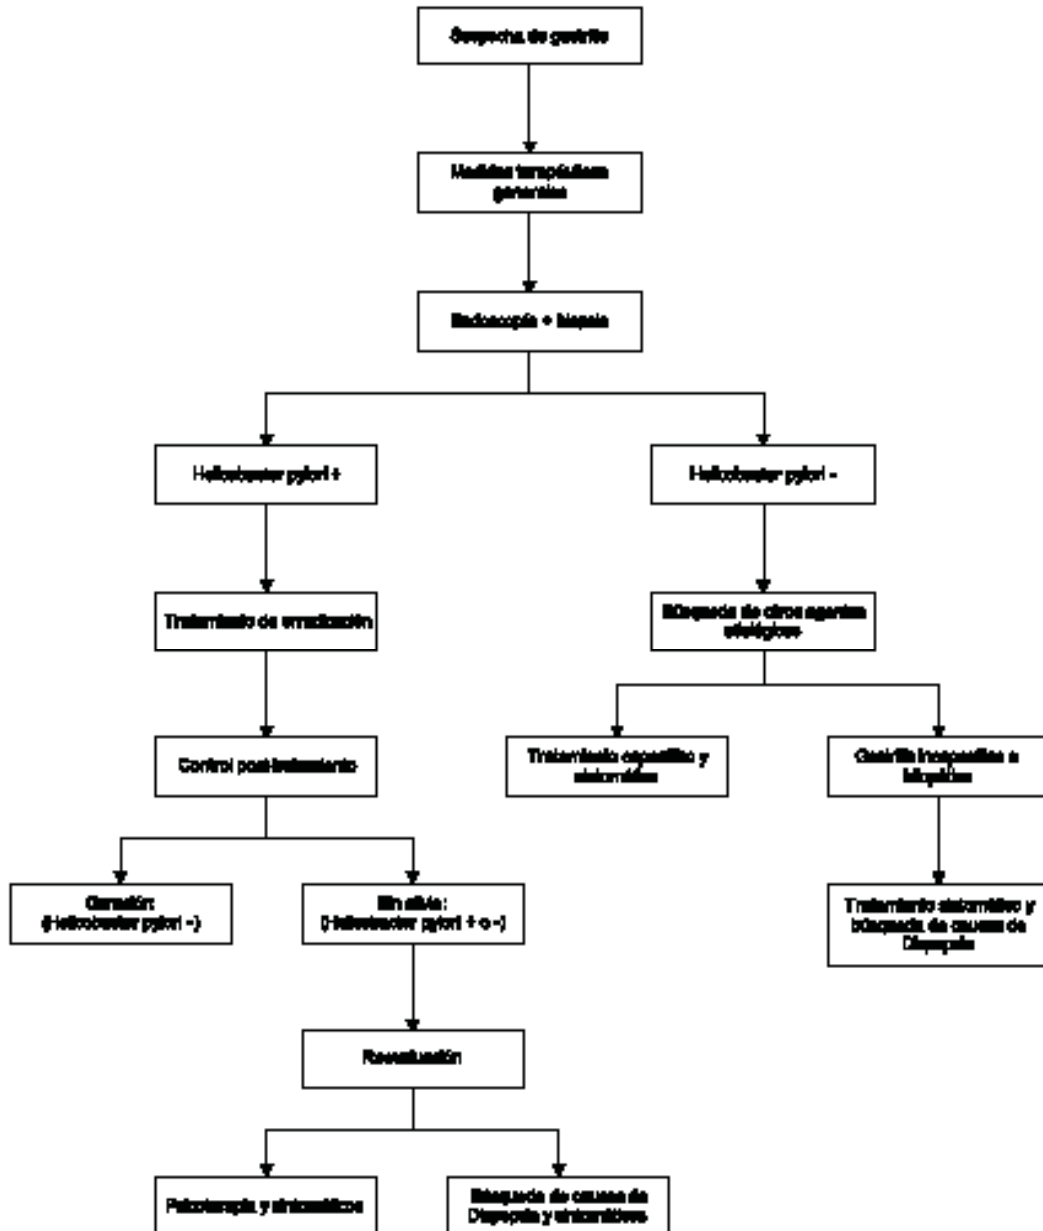 Sospecha de gastritis
Medidas terapéuticas
generales
Endoscopía + biopsia
Helicobacter pylori +
Helicobacter pylori -
Tratamiento de erradicación
Búsqueda de otros agentes
etiológicos
Control post-tratamiento
Tratamiento específico y
sintomático
Gastritis inespecífica o
idiopática
Curación:
(Helicobacter pylori -)
Sin alivio:
(Helicobacter pylori + o -)
Tratamiento sintomático y
búsqueda de causas de
Dispepsia
Reevaluación
Psicoterapia y sintomáticos
Búsqueda de causas de
Dispepsia y sintomáticos